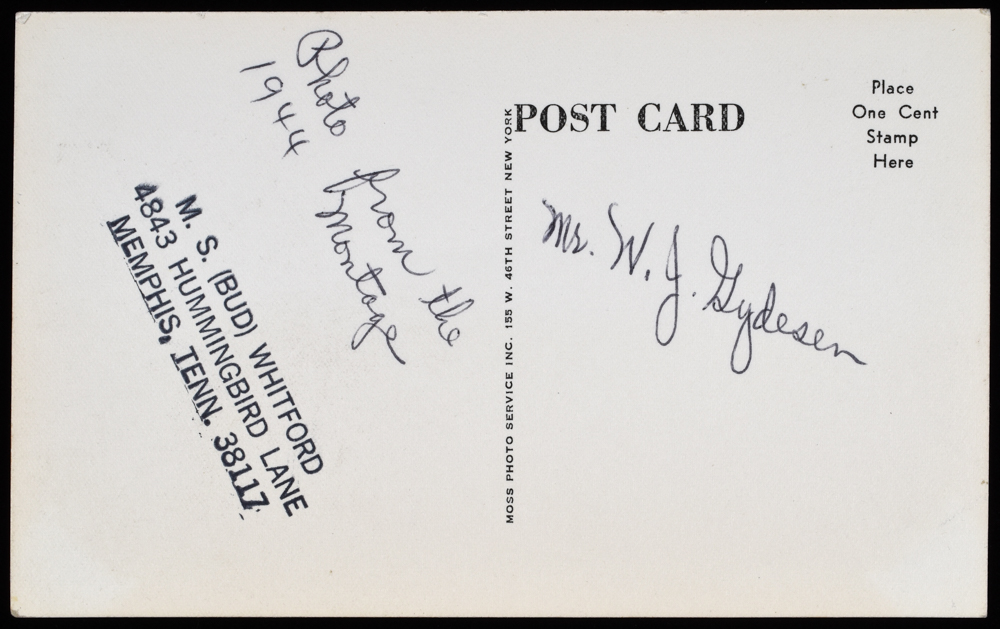 Photo from the
1944 Montage
M. S. (BUD) WHITFORD
4843 HUMMINGBIRD LANE
MEMPHIS, TENN. 38117
MOSS PHOTO SERVICE INC. 155 W. 46TH STREET NEW YORK
POST CARD
Place
One Cent
Stamp
Here
Mr. W. J. Gydesen